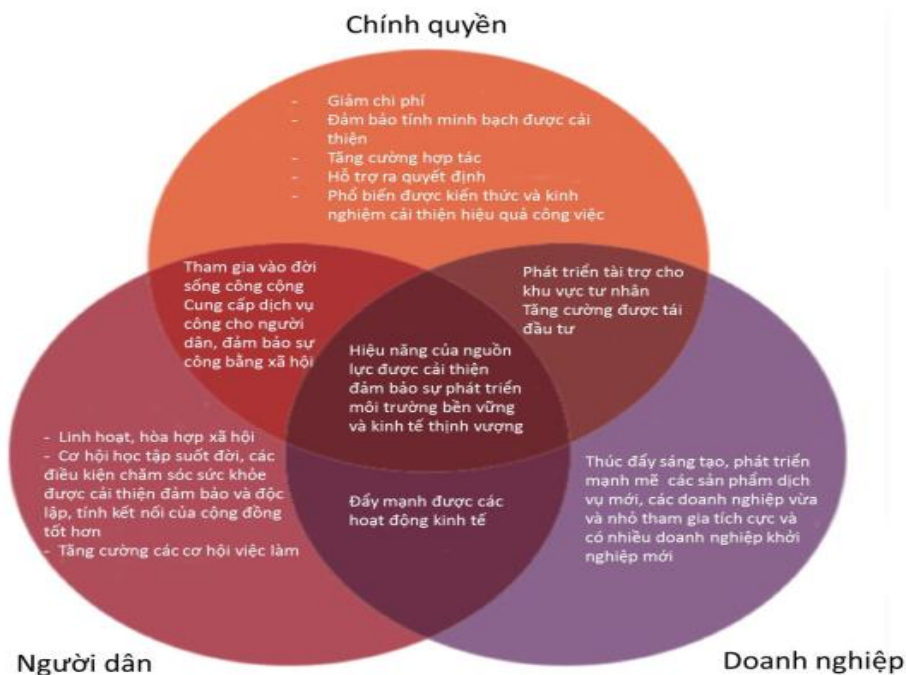 Chính quyền
- Giảm chi phí
- Đảm bảo tính minh bạch được cải
thiện
- Tăng cường hợp tác
- Hỗ trợ ra quyết định
- Phổ biến được kiến thức và kinh
nghiệm cải thiện hiệu quả công việc
Tham gia vào đời
sống công cộng
Cung cấp dịch vụ
công cho người
dân, đảm bảo sự
công bằng xã hội
Phát triển tài trợ cho
khu vực tư nhân
Tăng cường được tái
đầu tư
Hiệu năng của nguồn
lực được cải thiện
đảm bảo sự phát triển
môi trường bền vững
và kinh tế thịnh vượng
- Linh hoạt, hòa hợp xã hội
- Cơ hội học tập suốt đời, các
điều kiện chăm sóc sức khỏe
được cải thiện đảm bảo và độc
lập, tính kết nối của cộng đồng
tốt hơn
- Tăng cường các cơ hội việc làm
Đẩy mạnh được các
hoạt động kinh tế
Thúc đẩy sáng tạo, phát triển
mạnh mẽ các sản phẩm dịch
vụ mới, các doanh nghiệp vừa
và nhỏ tham gia tích cực và
có nhiều doanh nghiệp khởi
nghiệp mới
Người dân
Doanh nghiệp